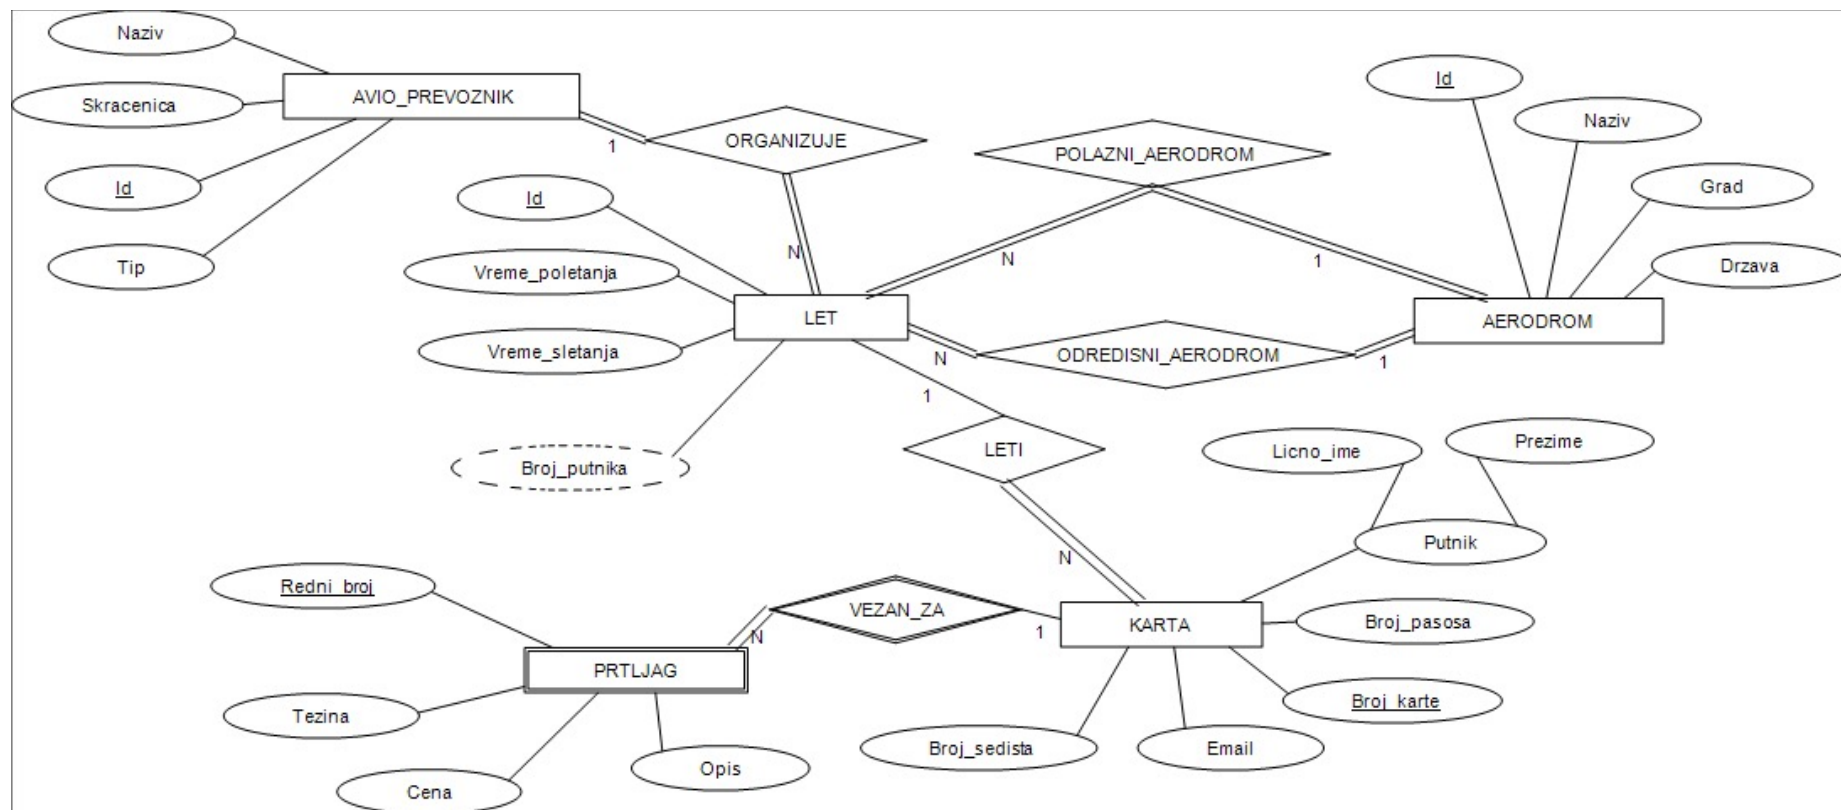 Naziv
AVIO_PREVOZNIK
Skracenica
Id
Tip
1
ORGANIZUJE
N
POLAZNI_AERODROM
N
1
Id
Naziv
Grad
Drzava
AERODROM
Id
Vreme_poletanja
Vreme_sletanja
LET
Broj_putnika
N
ODREDISNI_AERODROM
1
1
LETI
N
Licno_ime
Prezime
Putnik
Redni_broj
N
VEZAN_ZA
1
KARTA
Broj_pasosa
PRTLJAG
Tezina
Cena
Opis
Broj_sedista
Email
Broj_karte